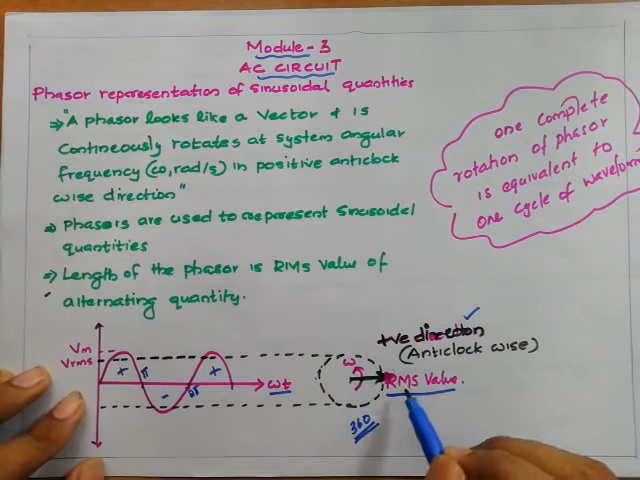 Module-3
AC CIRCUIT
Phasor reporesentation of sinusoidal quantities
⇒"A phasor looks like a Vector & is
Contineously rotates at system angular
frequency (ω,rad/s) in positive anticlock
wise direction"
⇒ Phasors are used to represent sinusoidal
quantities
⇒ Length of the phasor is RMS value of
alternating quantity.
one complete
rotation of phasor
is equivalent to
one cycle of waveform
Vm
Vrms
+ π - 2π +
ωt
+ve direction
(Anticlock wise)
ω
RMS Value.
360